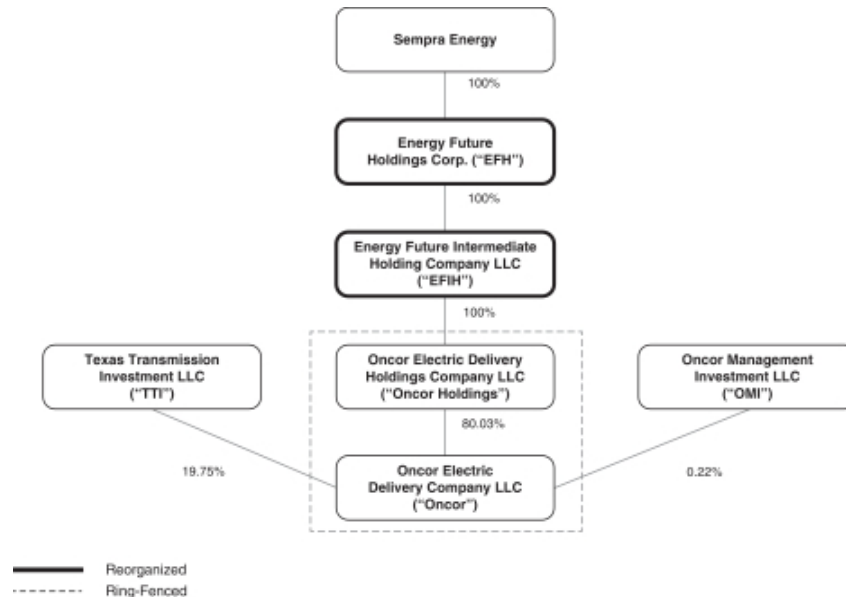 Sempra Energy
100%
Energy Future
Holdings Corp. (“EFH”)
100%
Energy Future Intermediate
Holding Company LLC
(“EFIH”)
100%
Texas Transmission
Investment LLC
(“TTI”)
Oncor Electric Delivery
Holdings Company LLC
(“Oncor Holdings”)
Oncor Management
Investment LLC
(“OMI”)
80.03%
19.75%
Oncor Electric
Delivery Company LLC
(“Oncor”)
0.22%
Reorganized
Ring-Fenced